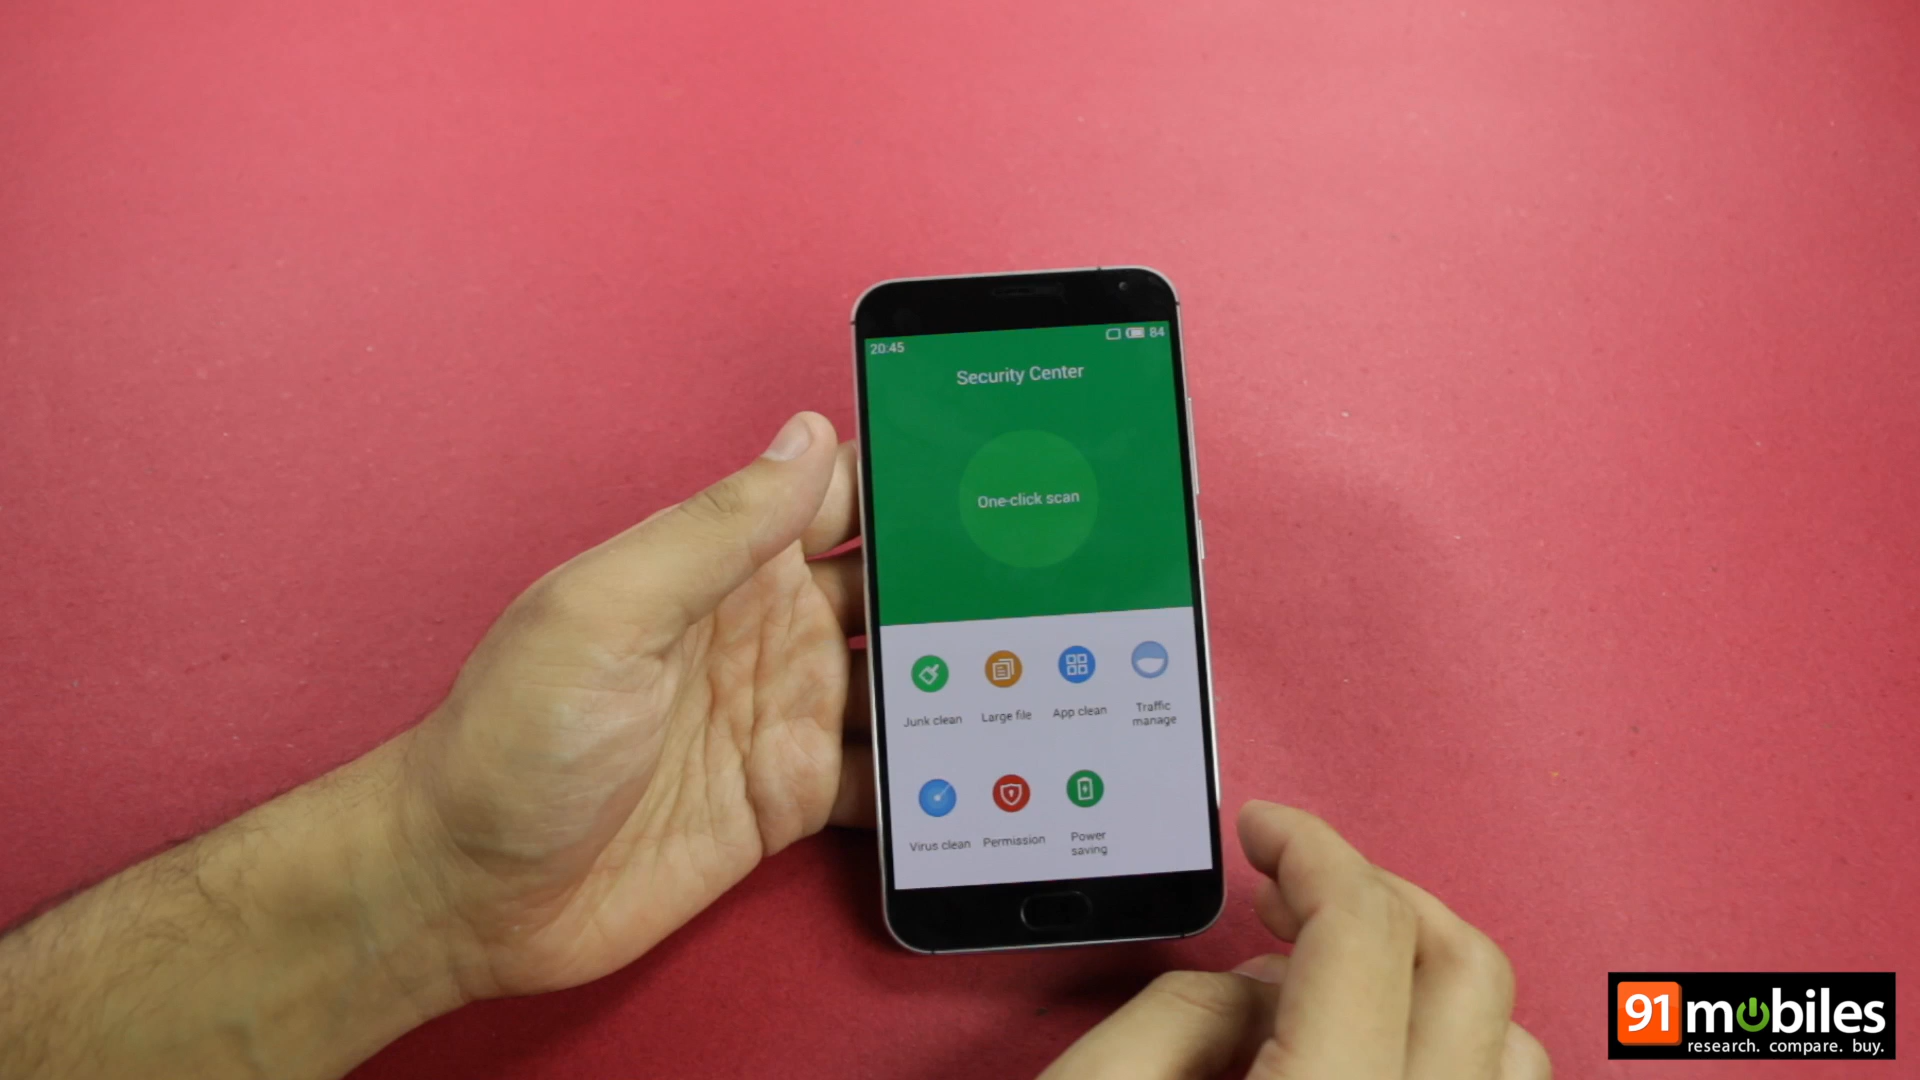 20:45
84
Security Center
One-click scan
Junk clean
Large file
App clean
Traffic
manage
Virus clean
Permission
Power
saving
91mobiles
research. compare. buy.